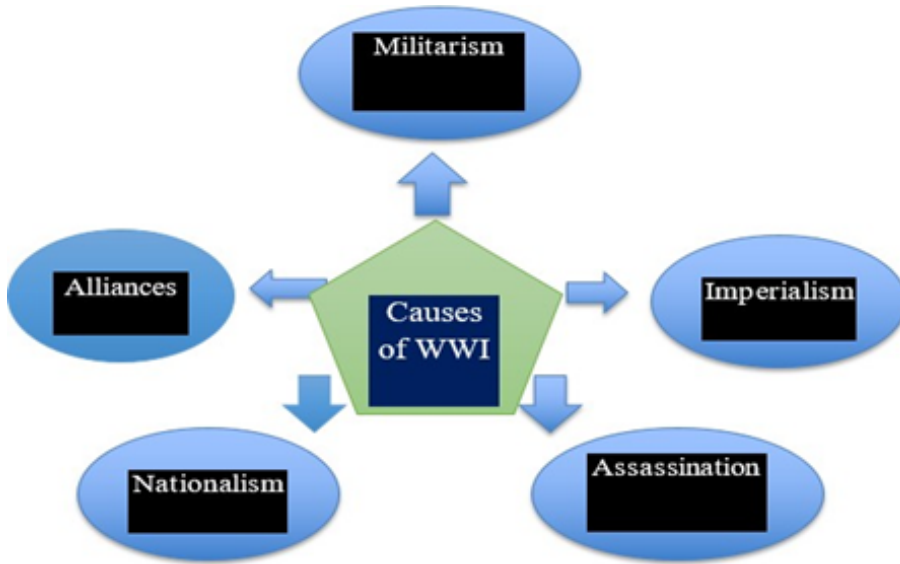 Militarism
Alliances
Imperialism
Causes
of WWI
Nationalism
Assassination